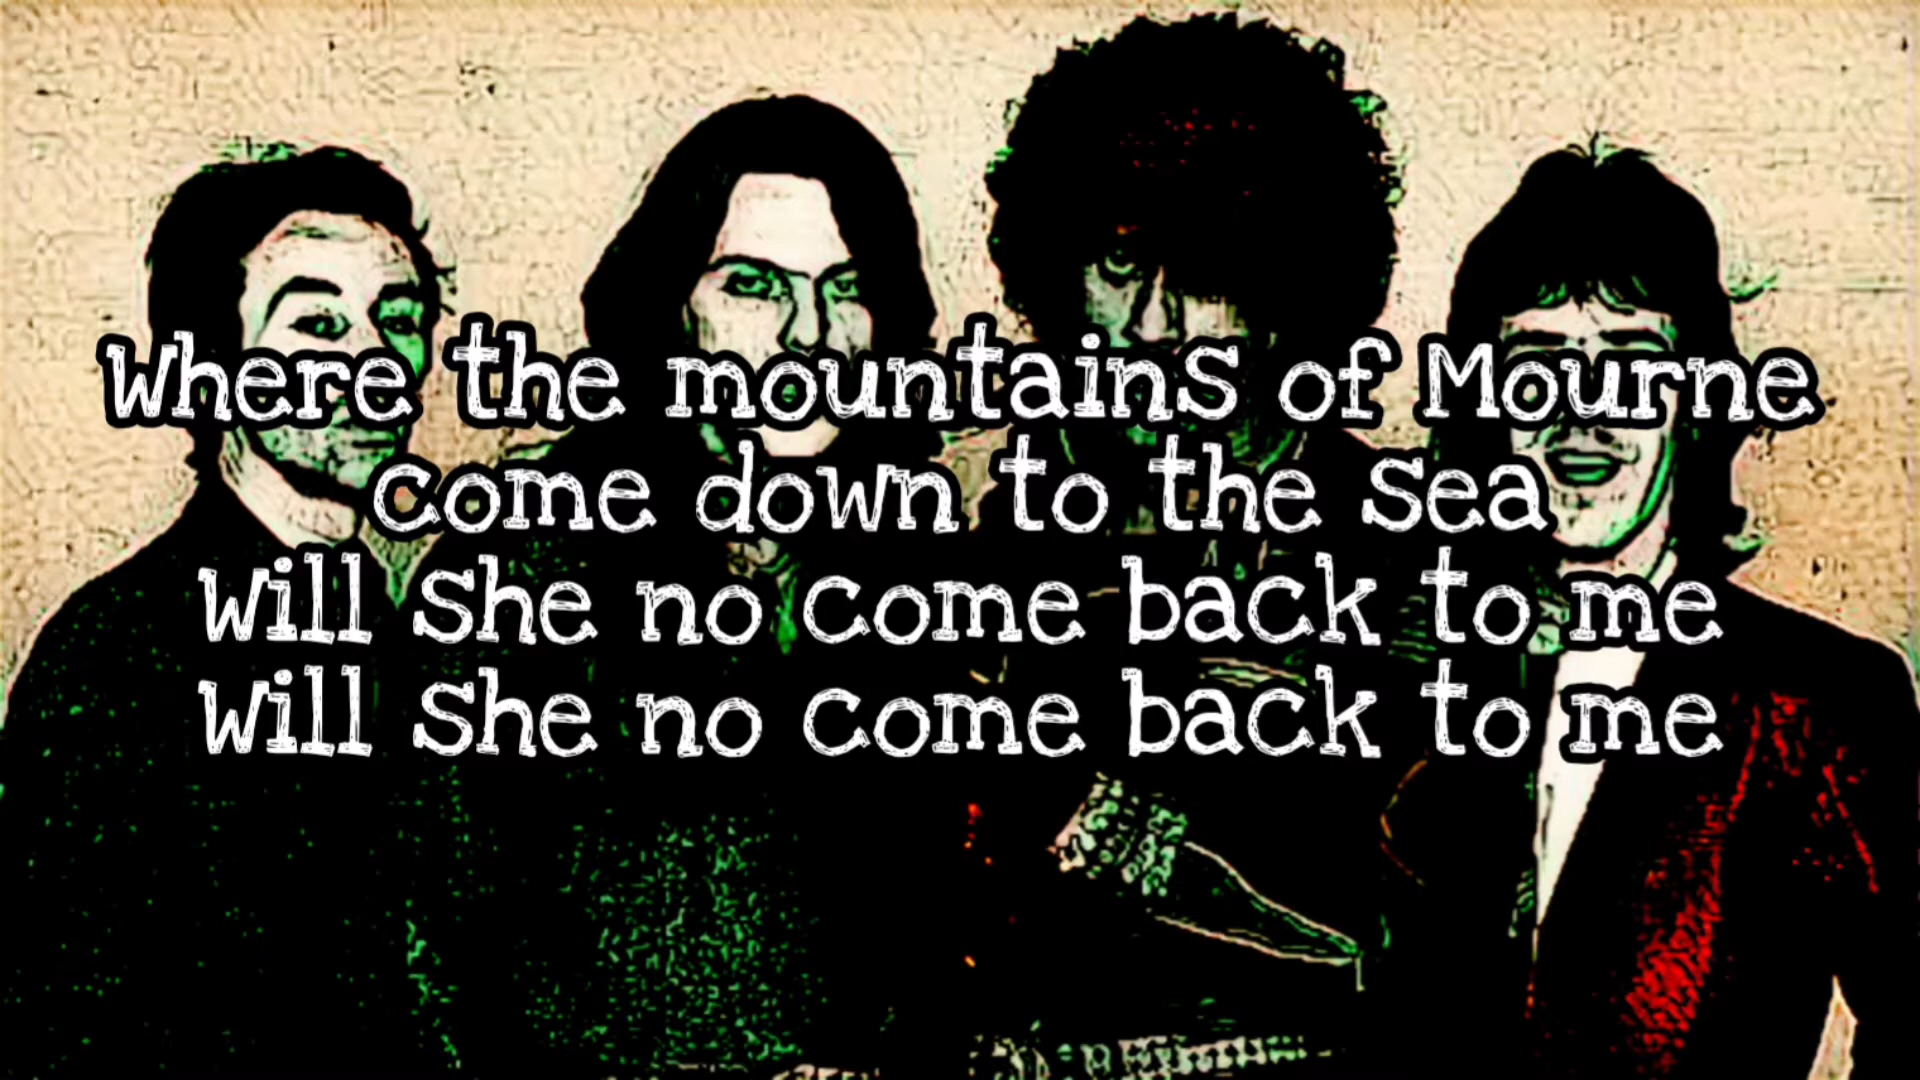 Where the mountains of Mourne
come down to the sea
Will she no come back to me
Will she no come back to me